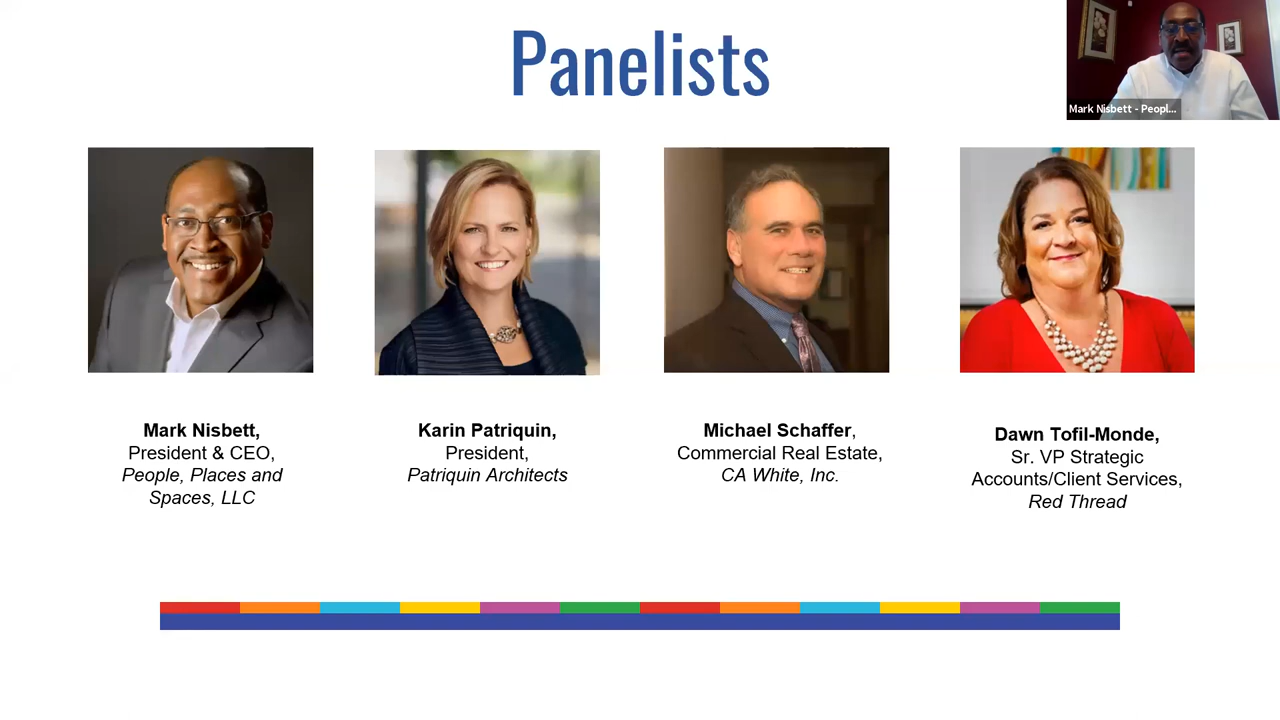 Panelists
Mark Nisbett - Peopl...
Mark Nisbett,
President & CEO,
People, Places and
Spaces, LLC
Karin Patriquin,
President,
Patriquin Architects
Michael Schaffer,
Commercial Real Estate,
CA White, Inc.
Dawn Tofil-Monde,
Sr. VP Strategic
Accounts/Client Services,
Red Thread